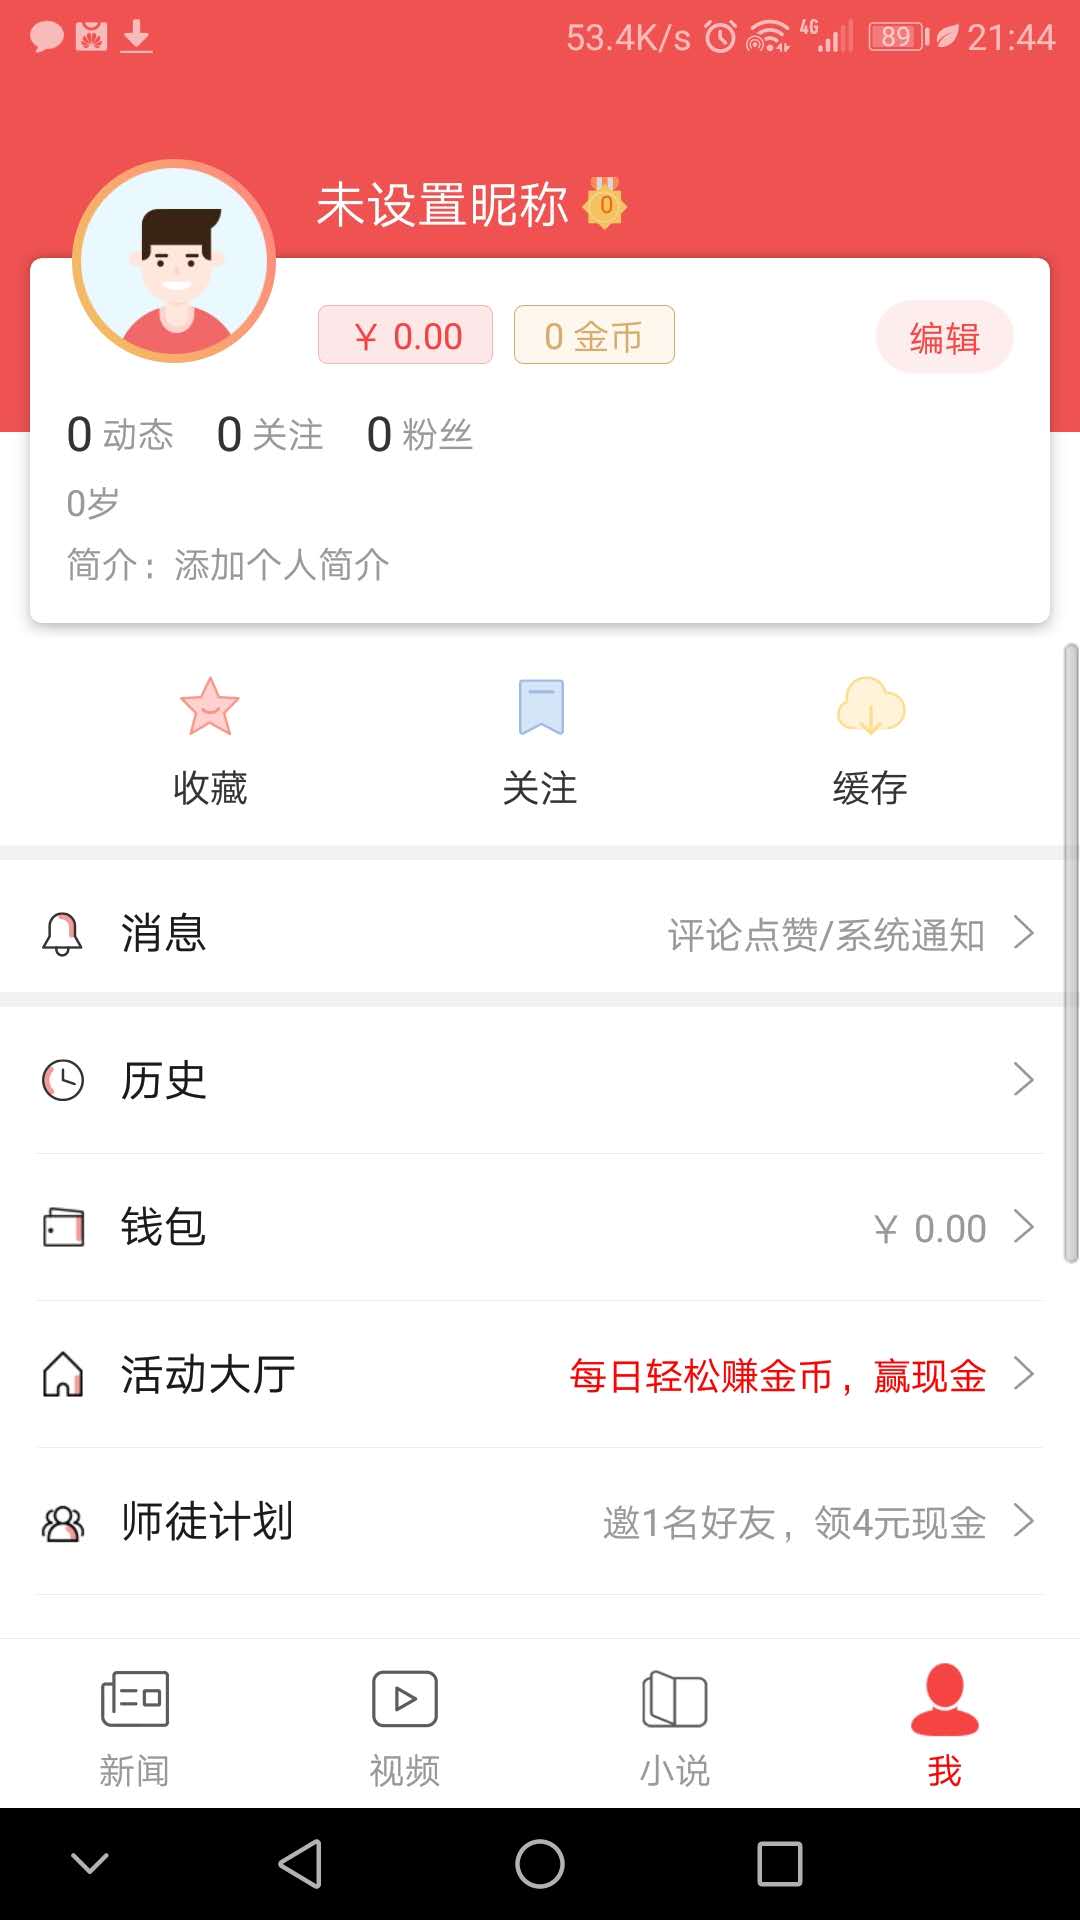 53.4K/s 4G 89 21:44
未设置昵称 0
¥ 0.00 0 金币 编辑
0 动态 0 关注 0 粉丝
0岁
简介：添加个人简介
收藏 关注 缓存
消息 评论点赞/系统通知
历史
钱包 ¥ 0.00
活动大厅 每日轻松赚金币，赢现金
师徒计划 邀1名好友，领4元现金
新闻 视频 小说 我